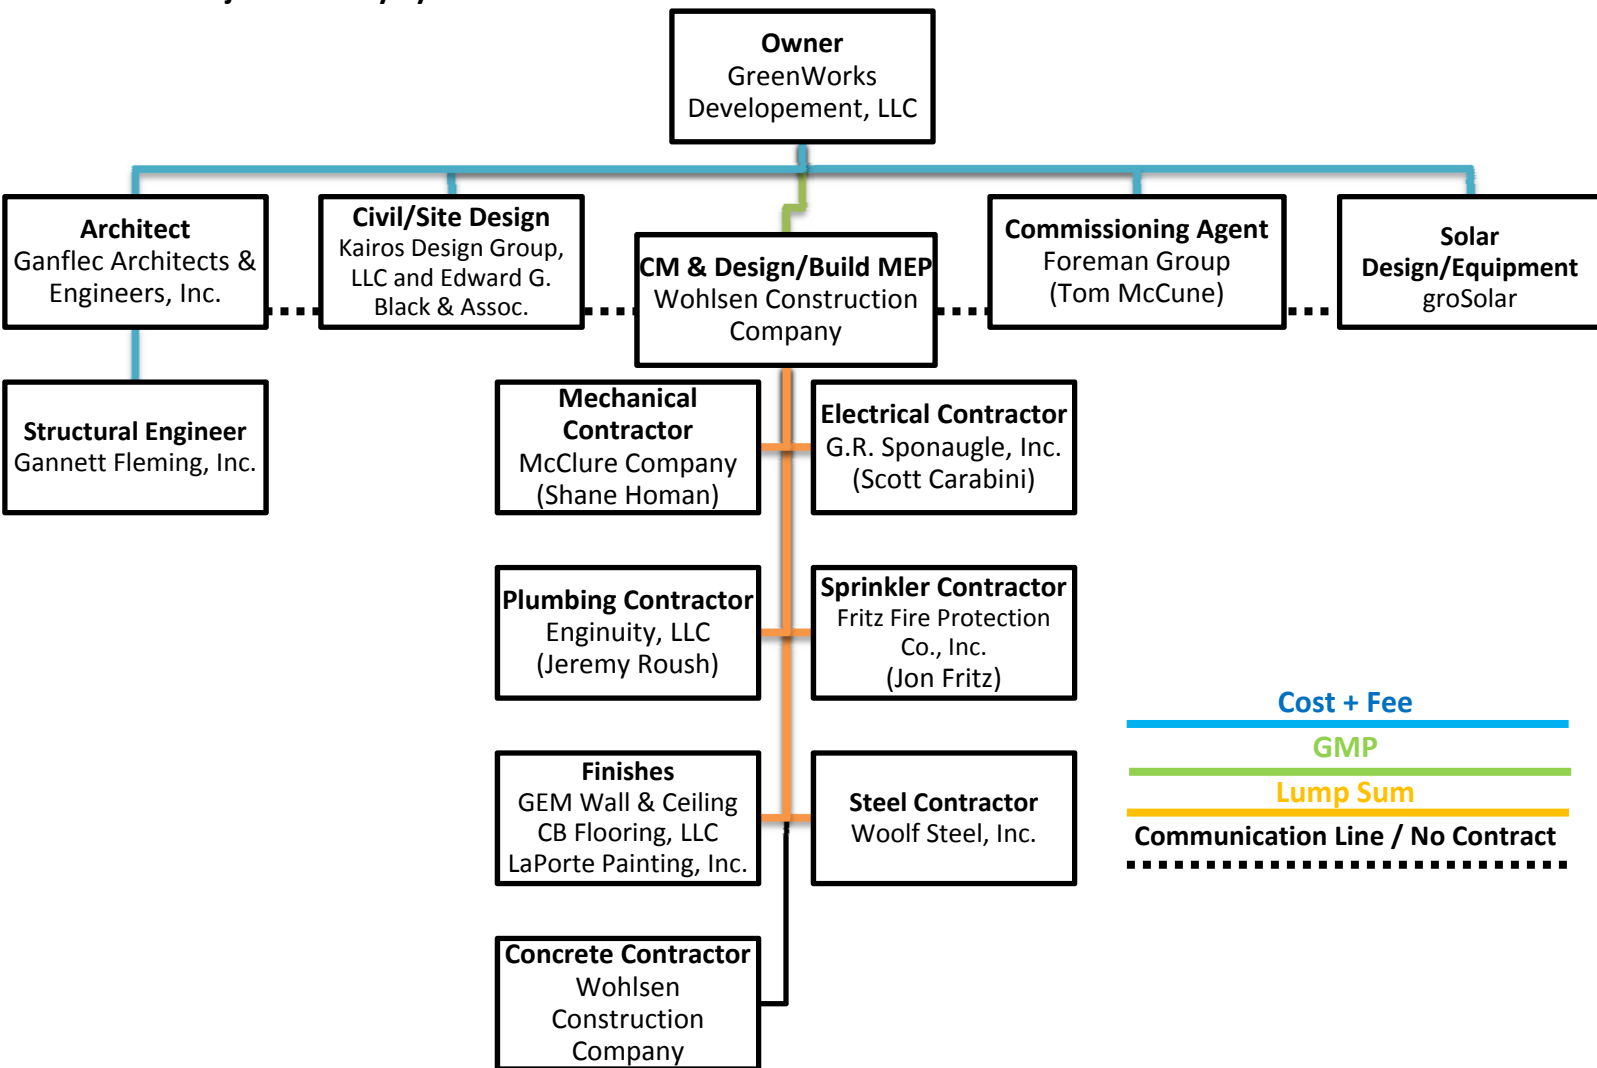 Owner
GreenWorks
Developement, LLC
Architect
Ganflec Architects &
Engineers, Inc.
Civil/Site Design
Kairos Design Group,
LLC and Edward G.
Black & Assoc.
CM & Design/Build MEP
Wohlsen Construction
Company
Commissioning Agent
Foreman Group
(Tom McCune)
Solar
Design/Equipment
groSolar
Structural Engineer
Gannett Fleming, Inc.
Mechanical
Contractor
McClure Company
(Shane Homan)
Electrical Contractor
G.R. Sponaugle, Inc.
(Scott Carabini)
Plumbing Contractor
Enginuity, LLC
(Jeremy Roush)
Sprinkler Contractor
Fritz Fire Protection
Co., Inc.
(Jon Fritz)
Finishes
GEM Wall & Ceiling
CB Flooring, LLC
LaPorte Painting, Inc.
Steel Contractor
Woolf Steel, Inc.
Concrete Contractor
Wohlsen
Construction
Company
Cost + Fee
GMP
Lump Sum
Communication Line / No Contract